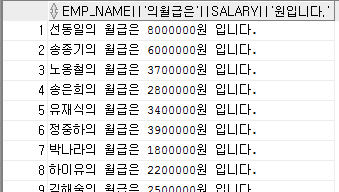 EMP_NAME||'의월급은'||SALARY||'원입니다.'
1 선동일의 월급은 8000000원 입니다.
2 송종기의 월급은 6000000원 입니다.
3 노옹철의 월급은 3700000원 입니다.
4 송은희의 월급은 2800000원 입니다.
5 유재식의 월급은 3400000원 입니다.
6 정중하의 월급은 3900000원 입니다.
7 박나라의 월급은 1800000원 입니다.
8 하이유의 월급은 2200000원 입니다.
9 김해술의 월급은 2500000원 입니다.